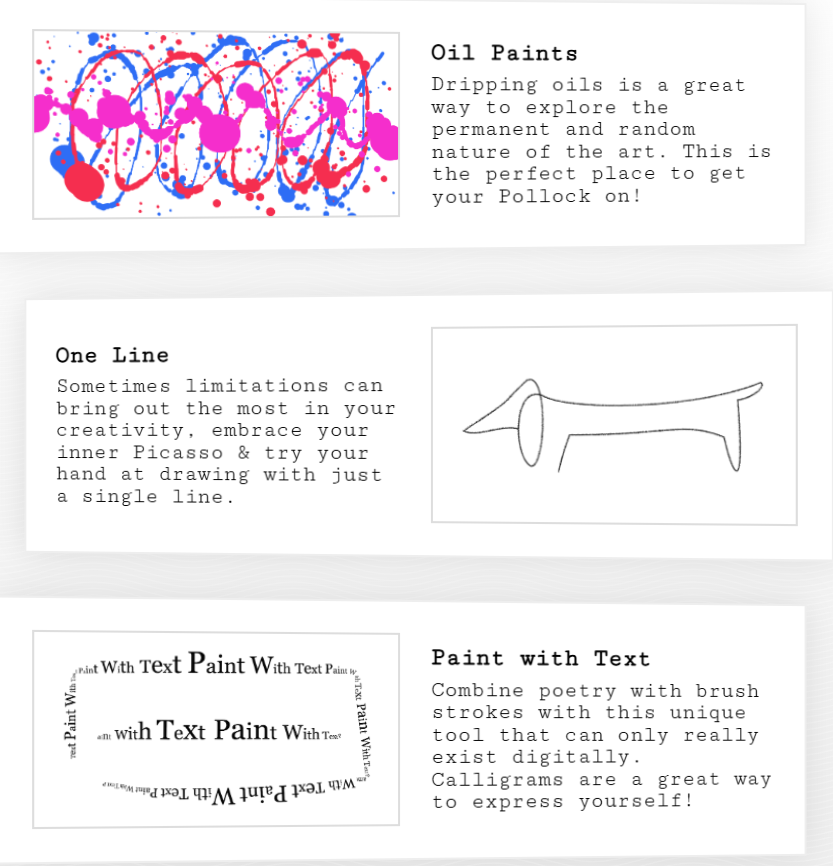 Oil Paints
Dripping oils is a great
way to explore the
permanent and random
nature of the art. This is
the perfect place to get
your Pollock on!
One Line
Sometimes limitations can
bring out the most in your
creativity, embrace your
inner Picasso & try your
hand at drawing with just
a single line.
Paint With Text Paint With Text Paint
Text Paint With
Text Paint With Text
with Text Paint With Text
With Text Paint With Text Paint With Text
Paint with Text
Combine poetry with brush
strokes with this unique
tool that can only really
exist digitally.
Calligrams are a great way
to express yourself!